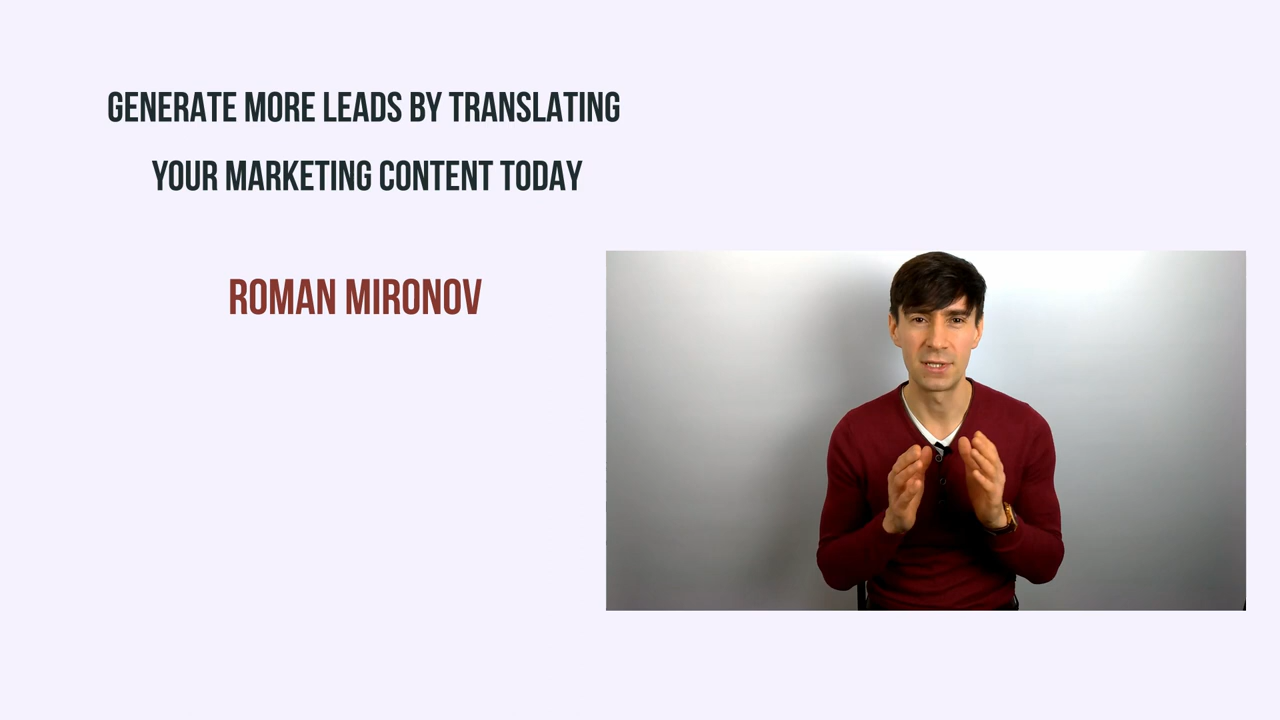 GENERATE MORE LEADS BY TRANSLATING
YOUR MARKETING CONTENT TODAY
ROMAN MIRONOV